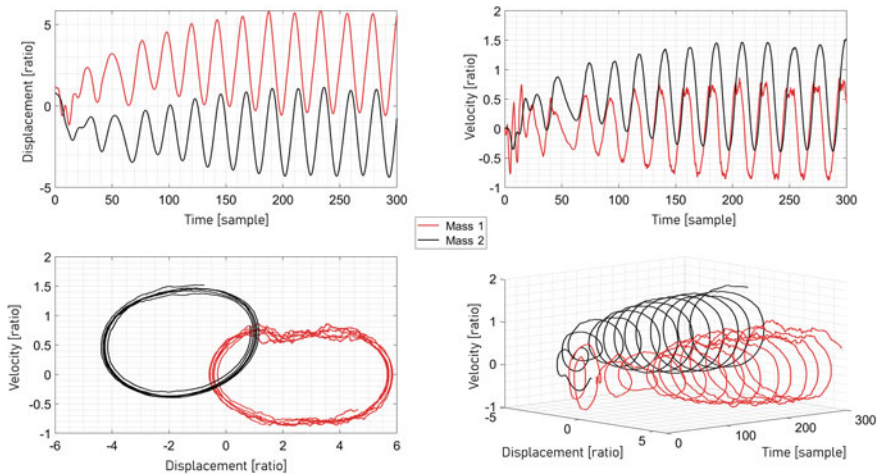 5
0
-5
Displacement [ratio]
0 50 100 150 200 250 300
Time [sample]
2
1.5
1
0.5
0
-0.5
-1
Velocity [ratio]
0 50 100 150 200 250 300
Time [sample]
Mass 1
Mass 2
2
1.5
1
0.5
0
-0.5
-1
Velocity [ratio]
-6 -4 -2 0 2 4 6
Displacement [ratio]
2
1
0
-1
Velocity [ratio]
-5 0 5
Displacement [ratio]
0 100 200 300
Time [sample]